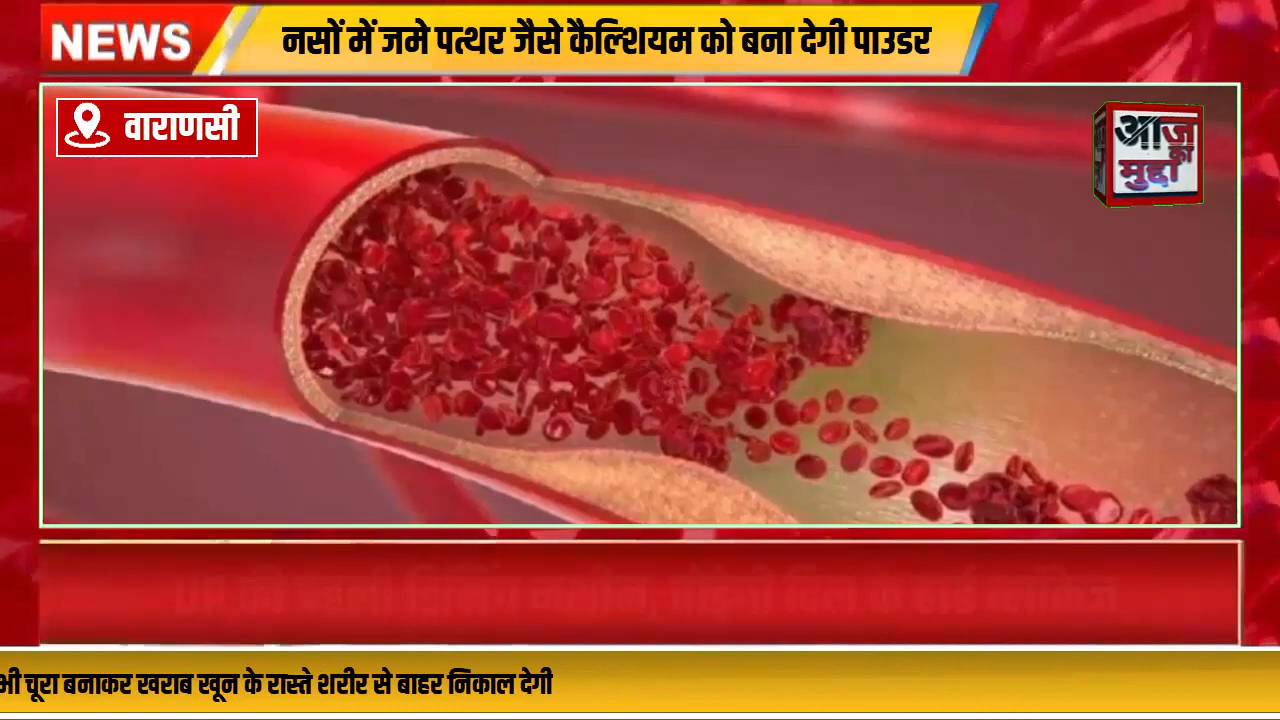 NEWS
नसों में जमे पत्थर जैसे कैल्शियम को बना देगी पाउडर
वाराणसी
आज
का
मुद्दा
भी चूरा बनाकर खराब खून के रास्ते शरीर से बाहर निकाल देगी